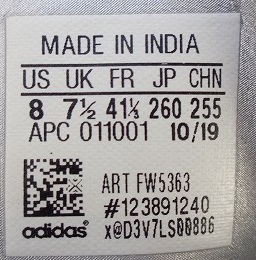 MADE IN INDIA
US UK FR JP CHN
8 7½ 41⅓ 260 255
APC 011001 10/19
ART FW5363
#123891240
adidas® x@D3V7LS00886